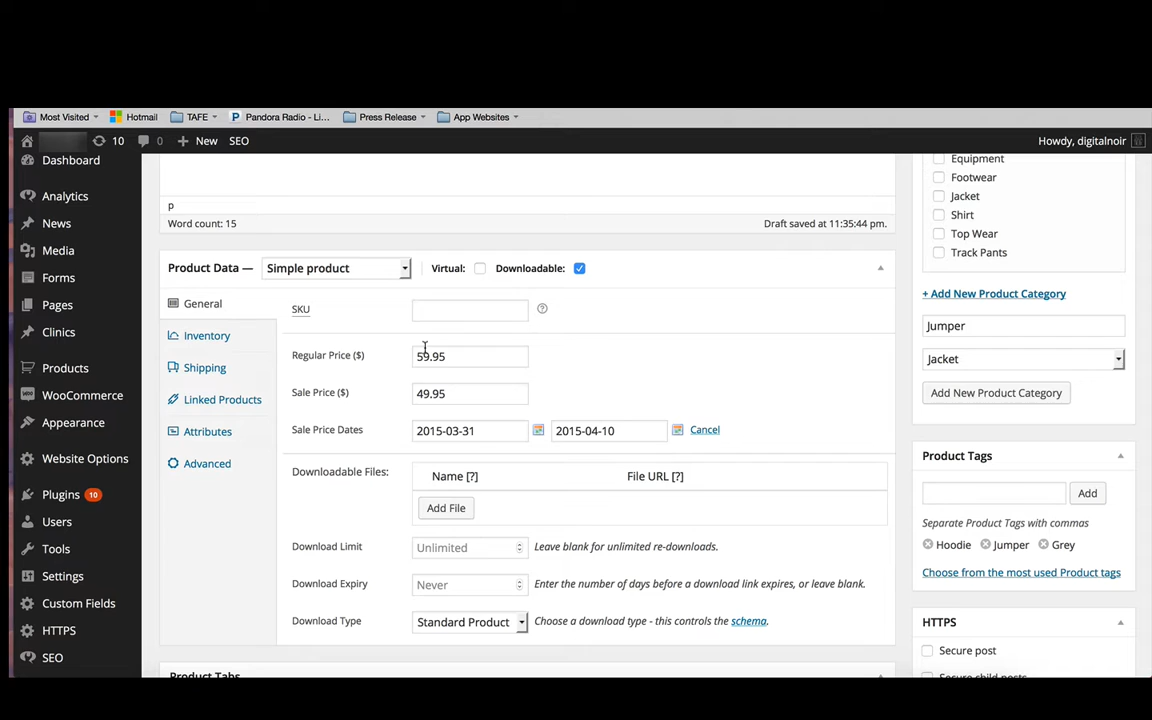 Most Visited Hotmail TAFE Pandora Radio - Li... Press Release App Websites
10 0 New SEO Howdy, digitalnoir
Dashboard
Analytics
News
Media
Forms
Pages
Clinics
Products
WooCommerce
Appearance
Website Options
Plugins 10
Users
Tools
Settings
Custom Fields
HTTPS
SEO
p
Word count: 15 Draft saved at 11:35:44 pm.
Product Data — Simple product Virtual: Downloadable:
General
Inventory
Shipping
Linked Products
Attributes
Advanced
SKU
Regular Price ($) 59.95
Sale Price ($) 49.95
Sale Price Dates 2015-03-31 2015-04-10 Cancel
Downloadable Files: Name [?] File URL [?]
Add File
Download Limit Unlimited Leave blank for unlimited re-downloads.
Download Expiry Never Enter the number of days before a download link expires, or leave blank.
Download Type Standard Product Choose a download type - this controls the schema.
Product Tabs
Equipment
Footwear
Jacket
Shirt
Top Wear
Track Pants
+ Add New Product Category
Jumper
Jacket
Add New Product Category
Product Tags
Add
Separate Product Tags with commas
Hoodie Jumper Grey
Choose from the most used Product tags
HTTPS
Secure post
Secure child posts